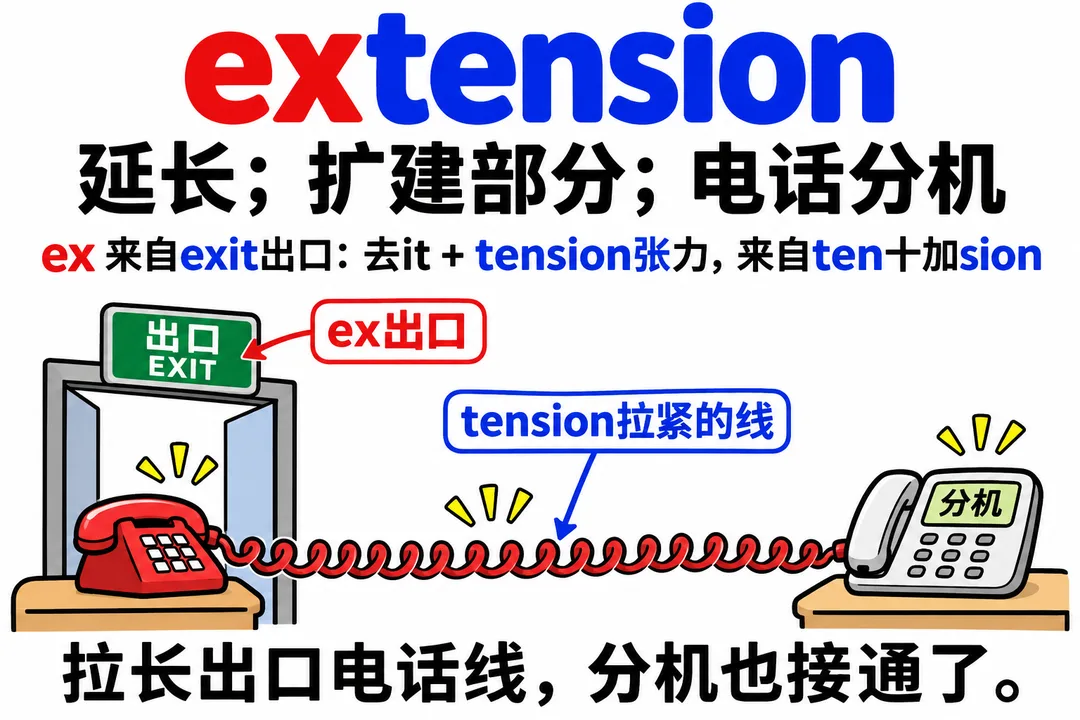 extension
延长；扩建部分；电话分机
ex 来自exit出口：去it + tension张力，来自ten十加sion
出口
EXIT
ex出口
tension拉紧的线
分机
拉长出口电话线，分机也接通了。